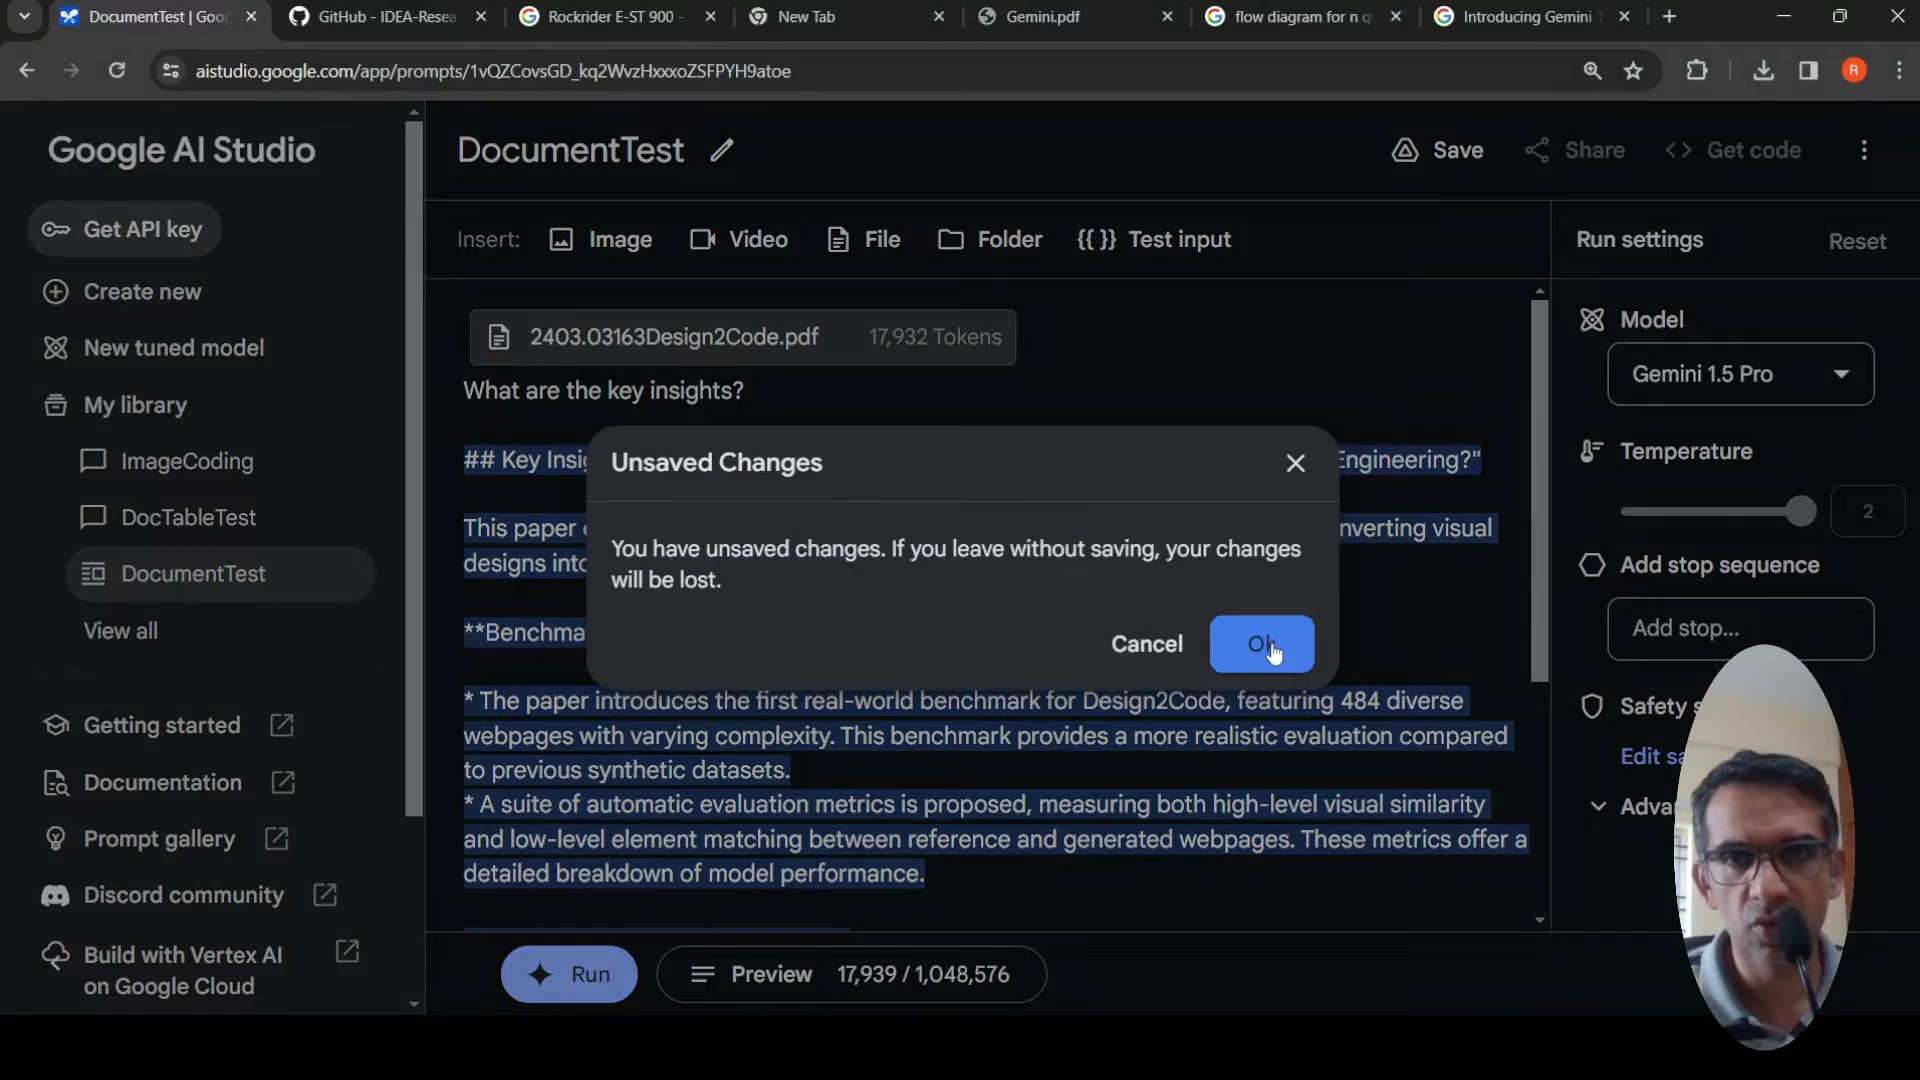 DocumentTest | Goog
GitHub - IDEA-Resea
Rockrider E-ST 900 -
New Tab
Gemini.pdf
flow diagram for n q
Introducing Gemini 1
aistudio.google.com/app/prompts/1vQZCovsGD_kq2WvzHxxxoZSFPYH9atoe
R
Google AI Studio
Get API key
Create new
New tuned model
My library
ImageCoding
DocTableTest
DocumentTest
View all
Getting started
Documentation
Prompt gallery
Discord community
Build with Vertex AI
on Google Cloud
DocumentTest
Save
Share
Get code
Insert:
Image
Video
File
Folder
{{ }} Test input
2403.03163Design2Code.pdf 17,932 Tokens
What are the key insights?
## Key Insig
Engineering?"
This paper
nverting visual
designs into
**Benchma
Unsaved Changes
You have unsaved changes. If you leave without saving, your changes
will be lost.
Cancel
Ok
* The paper introduces the first real-world benchmark for Design2Code, featuring 484 diverse
webpages with varying complexity. This benchmark provides a more realistic evaluation compared
to previous synthetic datasets.
* A suite of automatic evaluation metrics is proposed, measuring both high-level visual similarity
and low-level element matching between reference and generated webpages. These metrics offer a
detailed breakdown of model performance.
Run
Preview 17,939 / 1,048,576
Run settings
Reset
Model
Gemini 1.5 Pro
Temperature
2
Add stop sequence
Add stop...
Safety s
Edit sa
Adva